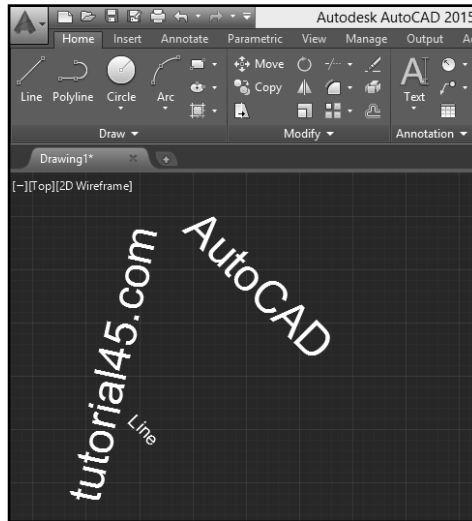 Autodesk AutoCAD 2015
Home Insert Annotate Parametric View Manage Output
Move
Copy
Line Polyline Circle Arc Text
Draw Modify Annotation
Drawing1*
[−][Top][2D Wireframe]
AutoCAD
tutorial45.com
Line